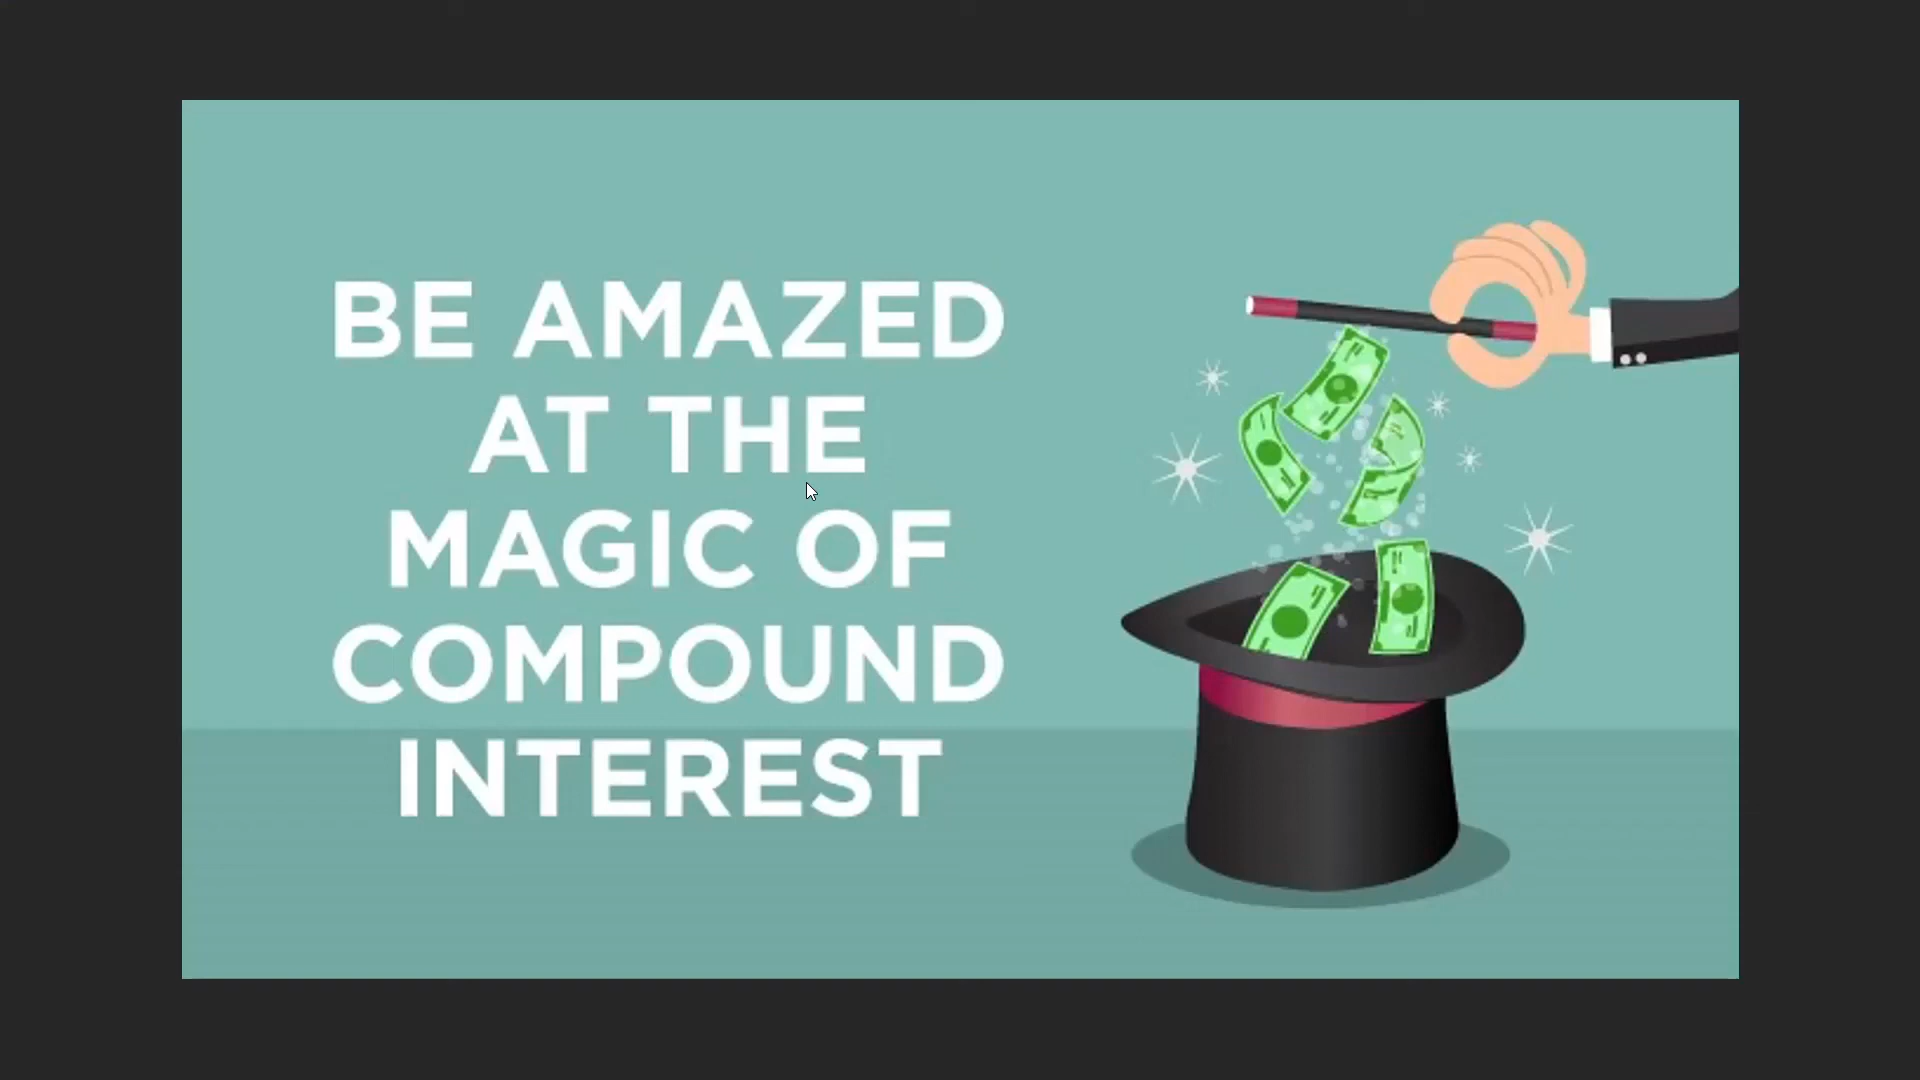 BE AMAZED
AT THE
MAGIC OF
COMPOUND
INTEREST